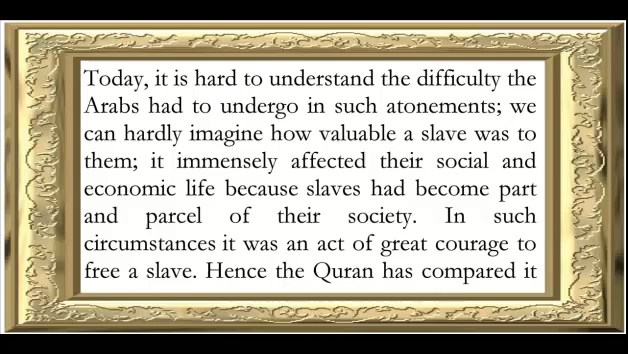 Today, it is hard to understand the difficulty the
Arabs had to undergo in such atonements; we
can hardly imagine how valuable a slave was to
them; it immensely affected their social and
economic life because slaves had become part
and parcel of their society. In such
circumstances it was an act of great courage to
free a slave. Hence the Quran has compared it